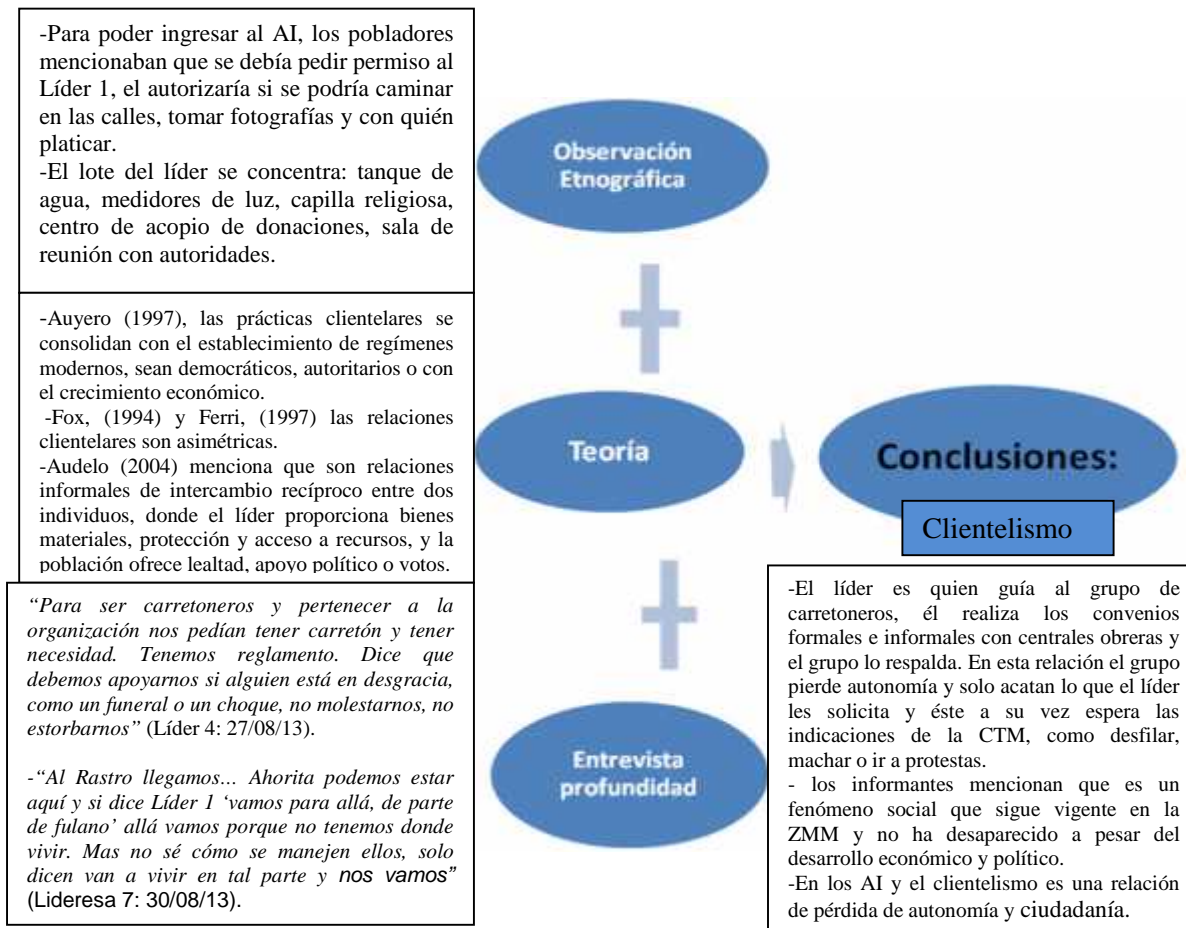 -Para poder ingresar al AI, los pobladores
mencionaban que se debía pedir permiso al
Líder 1, el autorizaría si se podría caminar
en las calles, tomar fotografías y con quién
platicar.
-El lote del líder se concentra: tanque de
agua, medidores de luz, capilla religiosa,
centro de acopio de donaciones, sala de
reunión con autoridades.
Observación
Etnográfica
-Auyero (1997), las prácticas clientelares se
consolidan con el establecimiento de regímenes
modernos, sean democráticos, autoritarios o con
el crecimiento económico.
-Fox, (1994) y Ferri, (1997) las relaciones
clientelares son asimétricas.
-Audelo (2004) menciona que son relaciones
informales de intercambio recíproco entre dos
individuos, donde el líder proporciona bienes
materiales, protección y acceso a recursos, y la
población ofrece lealtad, apoyo político o votos.
Teoría
Conclusiones:
Clientelismo
“Para ser carretoneros y pertenecer a la
organización nos pedían tener carretón y tener
necesidad. Tenemos reglamento. Dice que
debemos apoyarnos si alguien está en desgracia,
como un funeral o un choque, no molestarnos, no
estorbarnos” (Líder 4: 27/08/13).
-“Al Rastro llegamos... Ahorita podemos estar
aquí y si dice Líder 1 ‘vamos para allá, de parte
de fulano’ allá vamos porque no tenemos donde
vivir. Mas no sé cómo se manejen ellos, solo
dicen van a vivir en tal parte y nos vamos”
(Lideresa 7: 30/08/13).
Entrevista
profundidad
-El líder es quien guía al grupo de
carretoneros, él realiza los convenios
formales e informales con centrales obreras y
el grupo lo respalda. En esta relación el grupo
pierde autonomía y solo acatan lo que el líder
les solicita y éste a su vez espera las
indicaciones de la CTM, como desfilar,
machar o ir a protestas.
- los informantes mencionan que es un
fenómeno social que sigue vigente en la
ZMM y no ha desaparecido a pesar del
desarrollo económico y político.
-En los AI y el clientelismo es una relación
de pérdida de autonomía y ciudadanía.